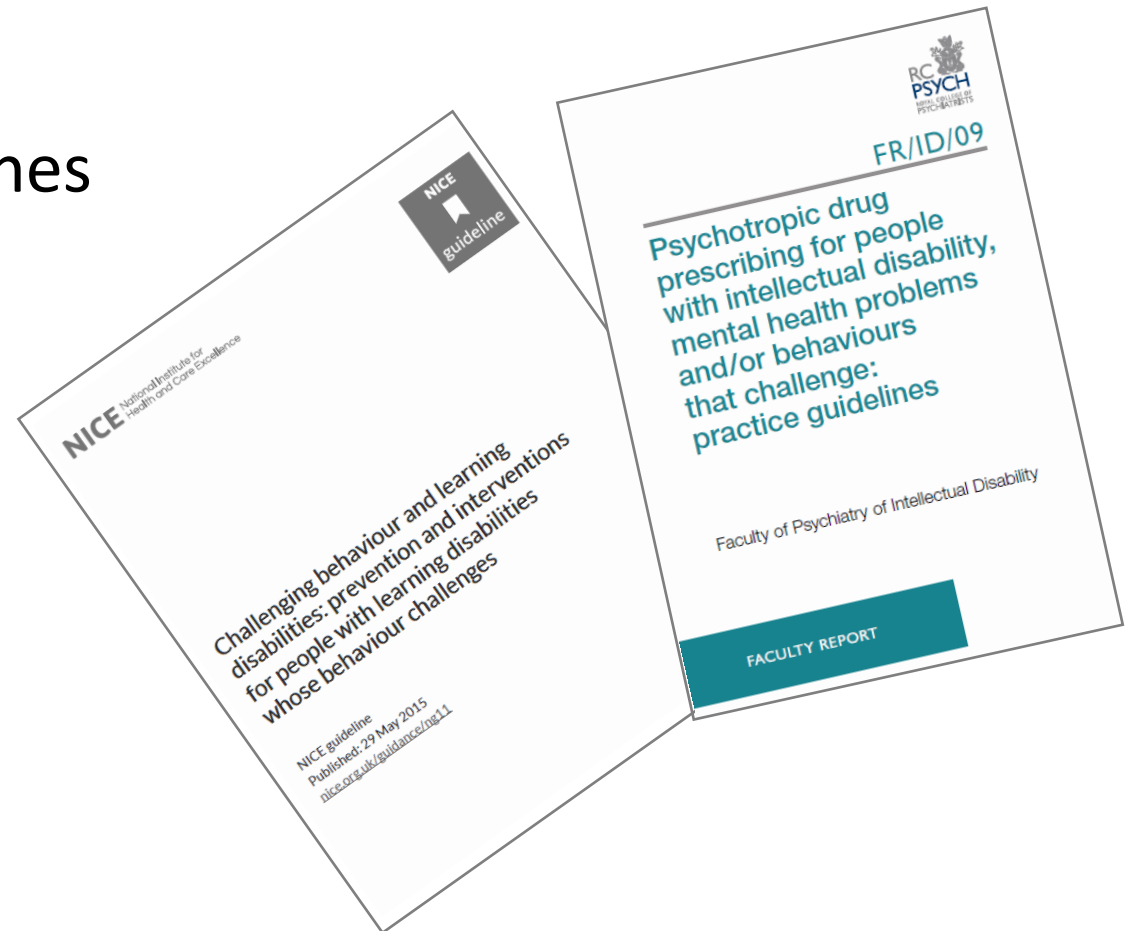 nes
NICE
guideline
NICE National Institute for
Health and Care Excellence
Challenging behaviour and learning
disabilities: prevention and interventions
for people with learning disabilities
whose behaviour challenges
NICE guideline
Published: 29 May 2015
nice.org.uk/guidance/ng11
RC
PSYCH
ROYAL COLLEGE OF
PSYCHIATRISTS
FR/ID/09
Psychotropic drug
prescribing for people
with intellectual disability,
mental health problems
and/or behaviours
that challenge:
practice guidelines
Faculty of Psychiatry of Intellectual Disability
FACULTY REPORT